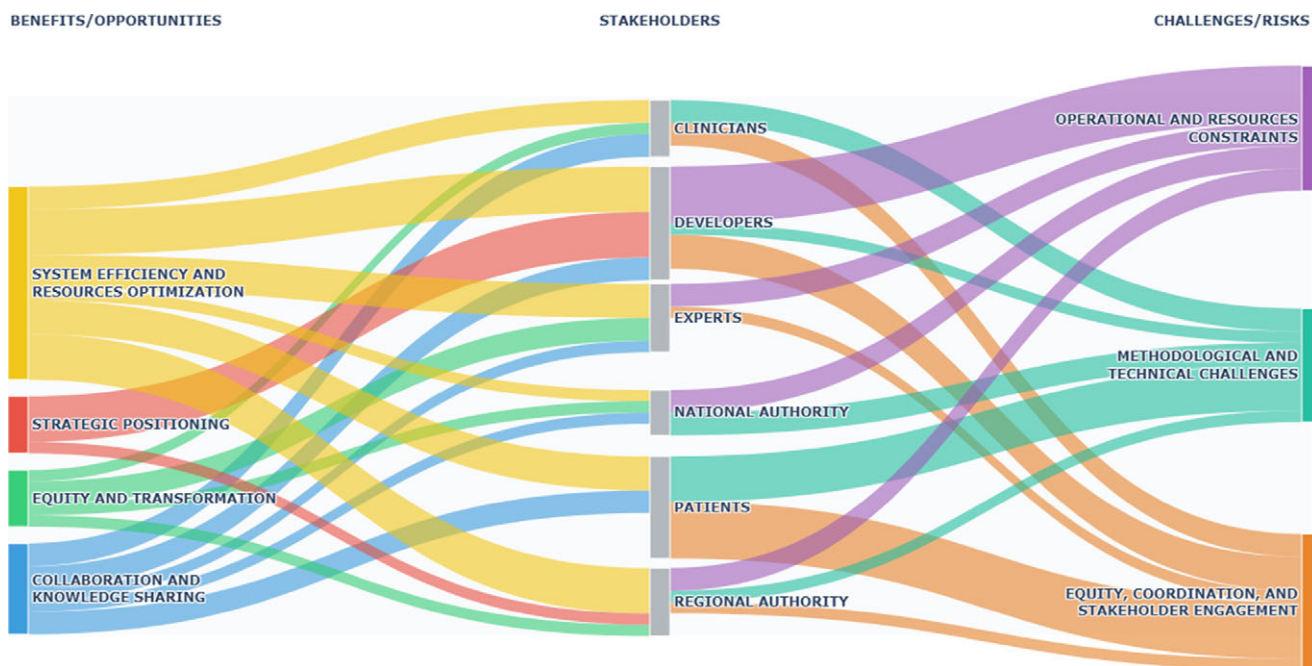 BENEFITS/OPPORTUNITIES
STAKEHOLDERS
CHALLENGES/RISKS
SYSTEM EFFICIENCY AND
RESOURCES OPTIMIZATION
STRATEGIC POSITIONING
EQUITY AND TRANSFORMATION
COLLABORATION AND
KNOWLEDGE SHARING
CLINICIANS
DEVELOPERS
EXPERTS
NATIONAL AUTHORITY
PATIENTS
REGIONAL AUTHORITY
OPERATIONAL AND RESOURCES
CONSTRAINTS
METHODOLOGICAL AND
TECHNICAL CHALLENGES
EQUITY, COORDINATION, AND
STAKEHOLDER ENGAGEMENT